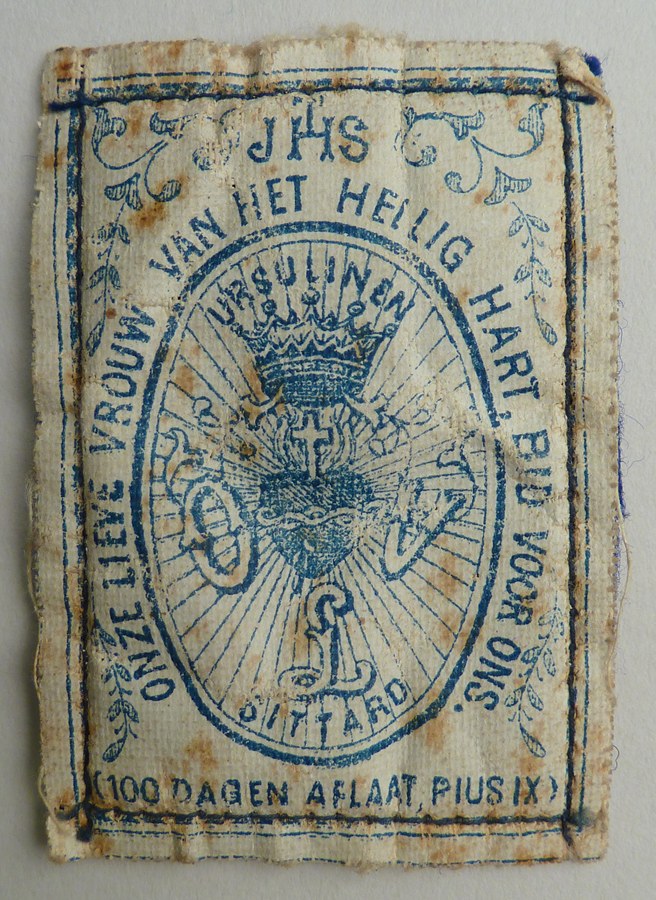 JHS
ONZE LIEVE VROUW VAN HET HEILIG HART, BID VOOR ONS.
URSULINEN
O V
L
SITTARD
(100 DAGEN AFLAAT, PIUS IX)